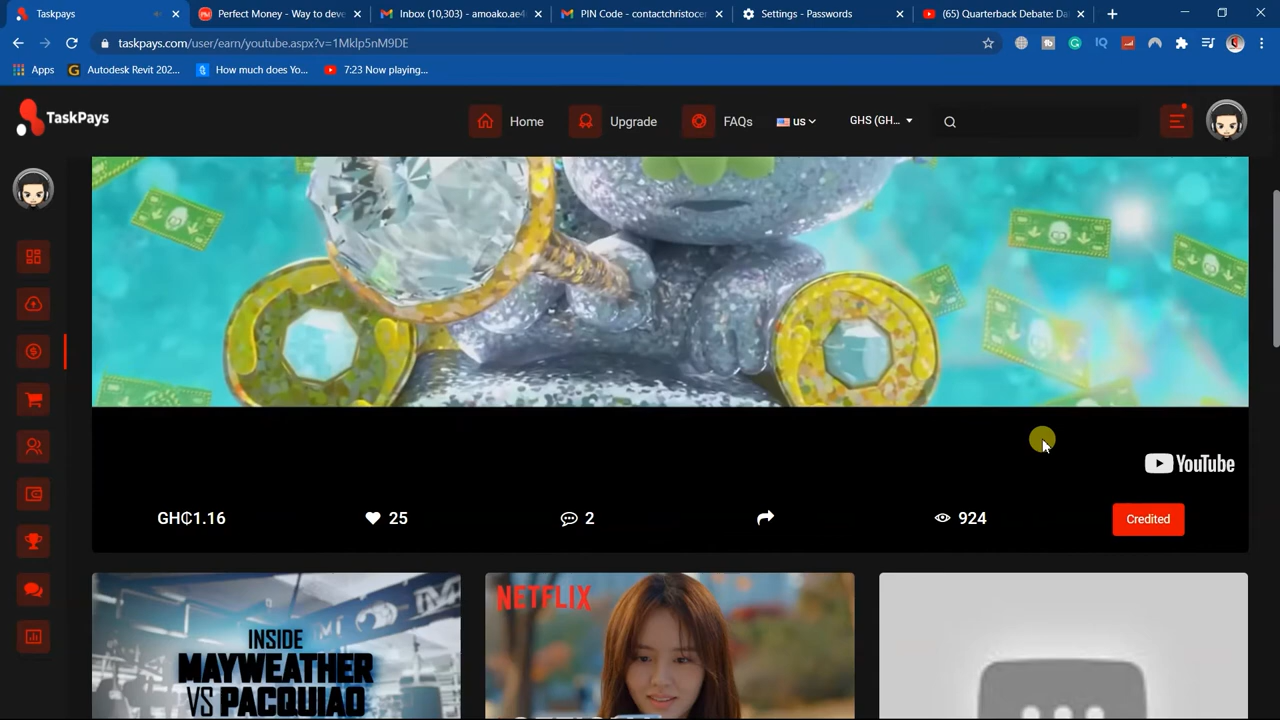 Taskpays
Perfect Money - Way to deve
Inbox (10,303) - amoako.ae4
PIN Code - contactchristocer
Settings - Passwords
(65) Quarterback Debate: Da
taskpays.com/user/earn/youtube.aspx?v=1Mklp5nM9DE
Apps
Autodesk Revit 202...
How much does Yo...
7:23 Now playing...
TaskPays
Home
Upgrade
FAQs
us
GHS (GH...
YouTube
GH₵1.16
25
2
924
Credited
INSIDE
MAYWEATHER
VS PACQUIAO
NETFLIX